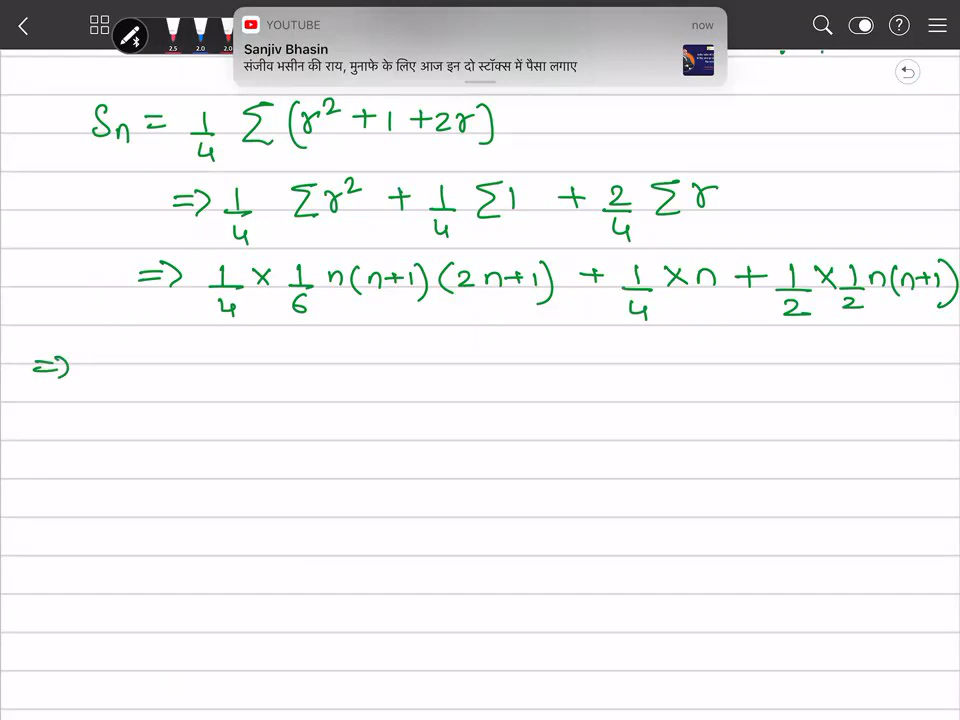 YOUTUBE now
Sanjiv Bhasin
संजीव भसीन की राय, मुनाफे के लिए आज इन दो स्टॉक्स में पैसा लगाए
2.5 2.0 2.0
Sn = 1/4 ∑ (r² + 1 + 2r)
=> 1/4 ∑r² + 1/4 ∑1 + 2/4 ∑r
=> 1/4 × 1/6 n(n+1)(2n+1) + 1/4 × n + 1/2 × 1/2 n(n+1)
=>